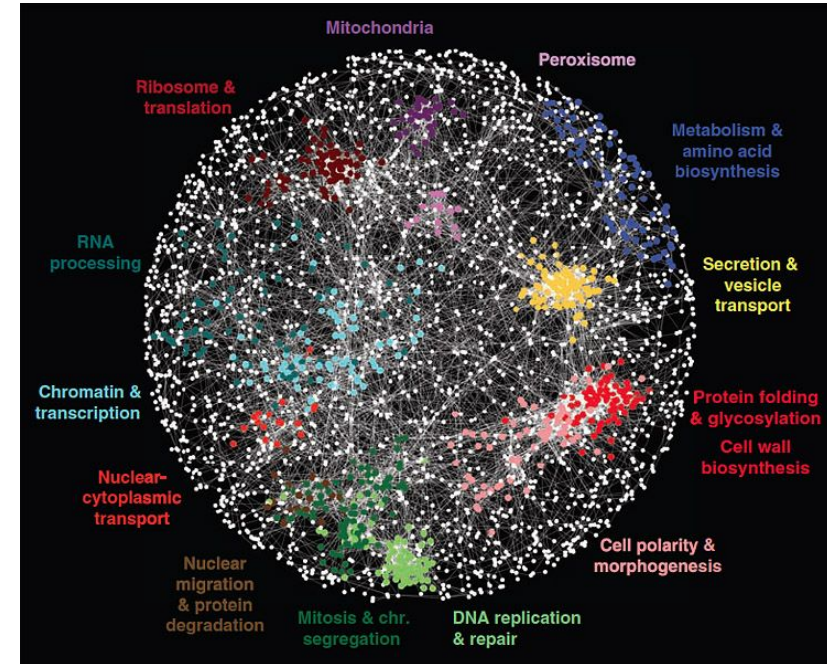 Mitochondria
Peroxisome
Ribosome &
translation
Metabolism &
amino acid
biosynthesis
RNA
processing
Secretion &
vesicle
transport
Chromatin &
transcription
Protein folding
& glycosylation
Cell wall
biosynthesis
Nuclear-
cytoplasmic
transport
Cell polarity &
morphogenesis
Nuclear
migration
& protein
degradation
Mitosis & chr.
segregation
DNA replication
& repair